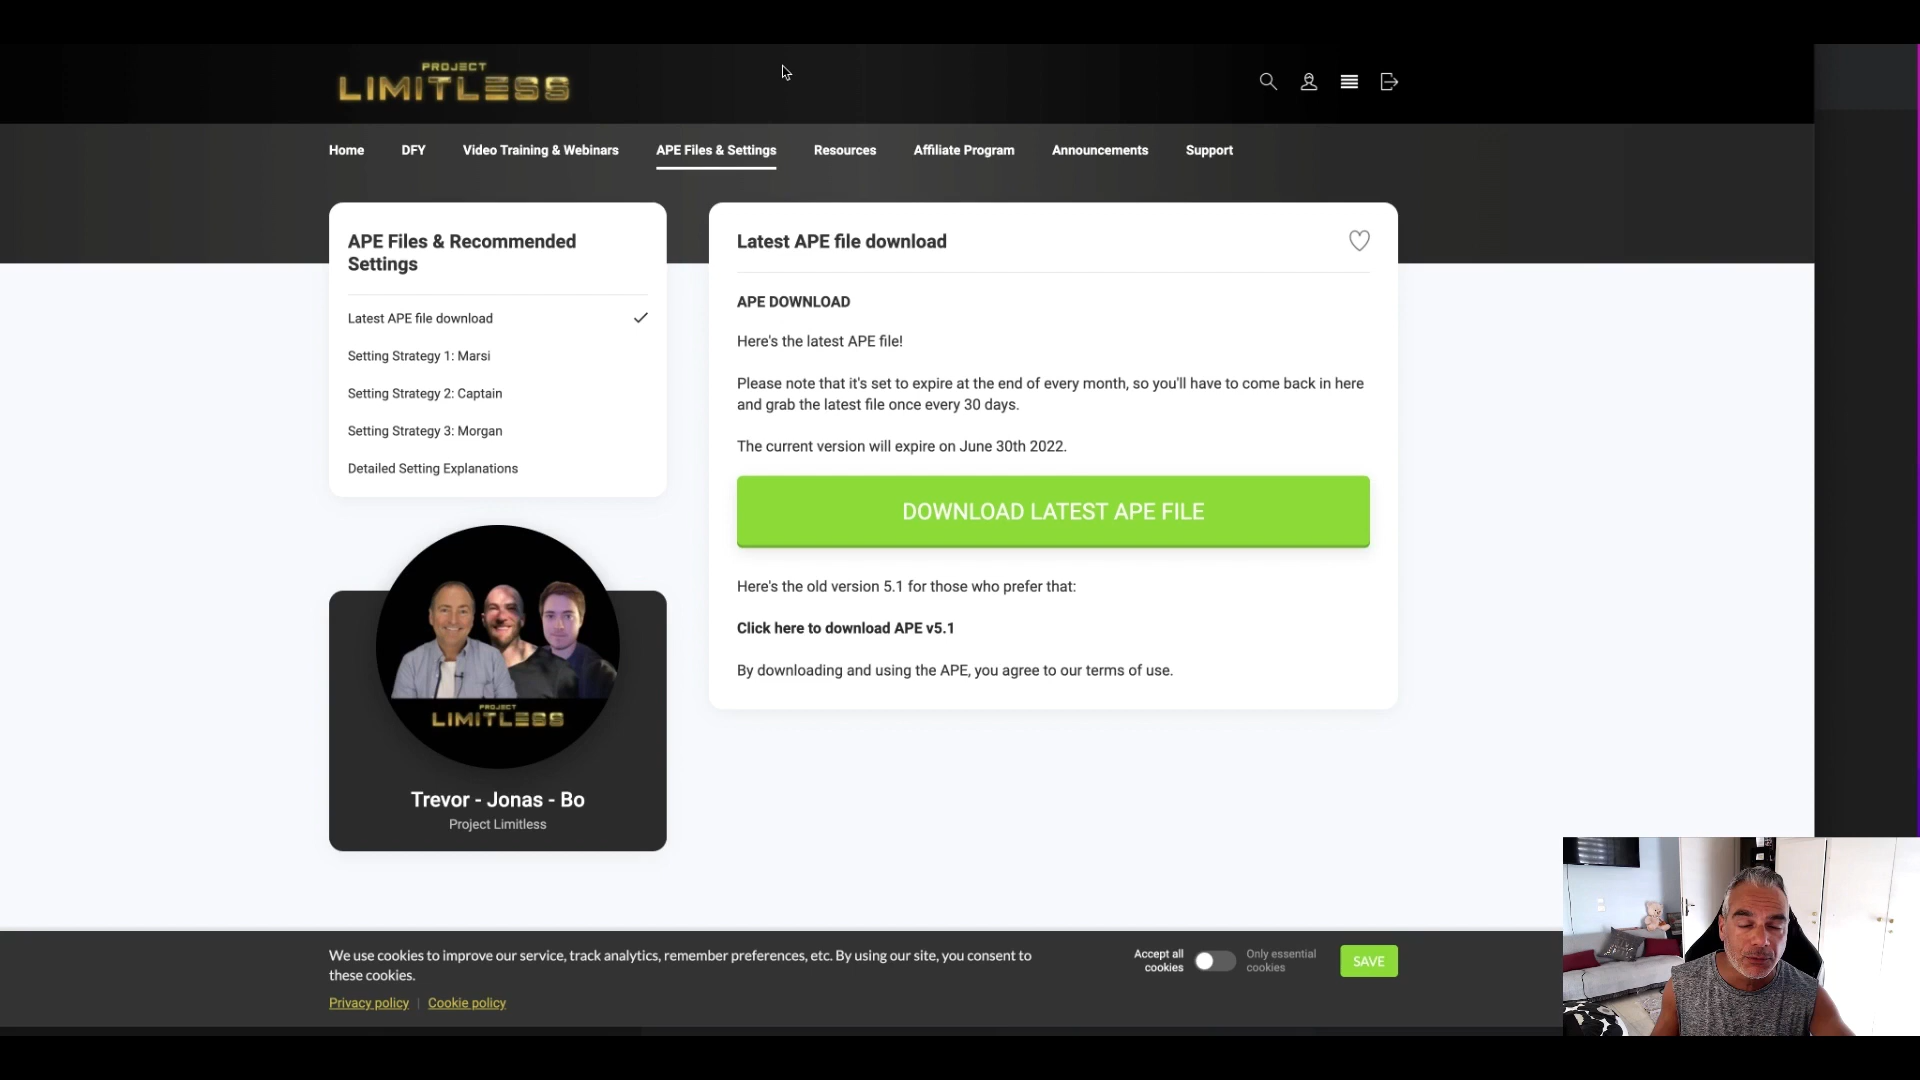 PROJECT
LIMITLESS
Home
DFY
Video Training & Webinars
APE Files & Settings
Resources
Affiliate Program
Announcements
Support
APE Files & Recommended
Settings
Latest APE file download
Setting Strategy 1: Marsi
Setting Strategy 2: Captain
Setting Strategy 3: Morgan
Detailed Setting Explanations
PROJECT
LIMITLESS
Trevor - Jonas - Bo
Project Limitless
Latest APE file download
APE DOWNLOAD
Here's the latest APE file!
Please note that it's set to expire at the end of every month, so you'll have to come back in here
and grab the latest file once every 30 days.
The current version will expire on June 30th 2022.
DOWNLOAD LATEST APE FILE
Here's the old version 5.1 for those who prefer that:
Click here to download APE v5.1
By downloading and using the APE, you agree to our terms of use.
We use cookies to improve our service, track analytics, remember preferences, etc. By using our site, you consent to
these cookies.
Privacy policy | Cookie policy
Accept all
cookies
Only essential
cookies
SAVE